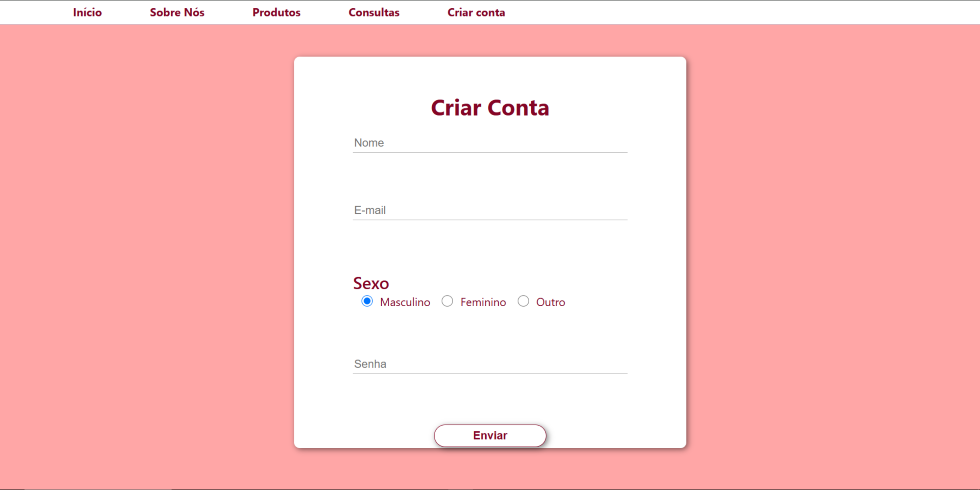 Início Sobre Nós Produtos Consultas Criar conta
Criar Conta
Nome
E-mail
Sexo
Masculino Feminino Outro
Senha
Enviar